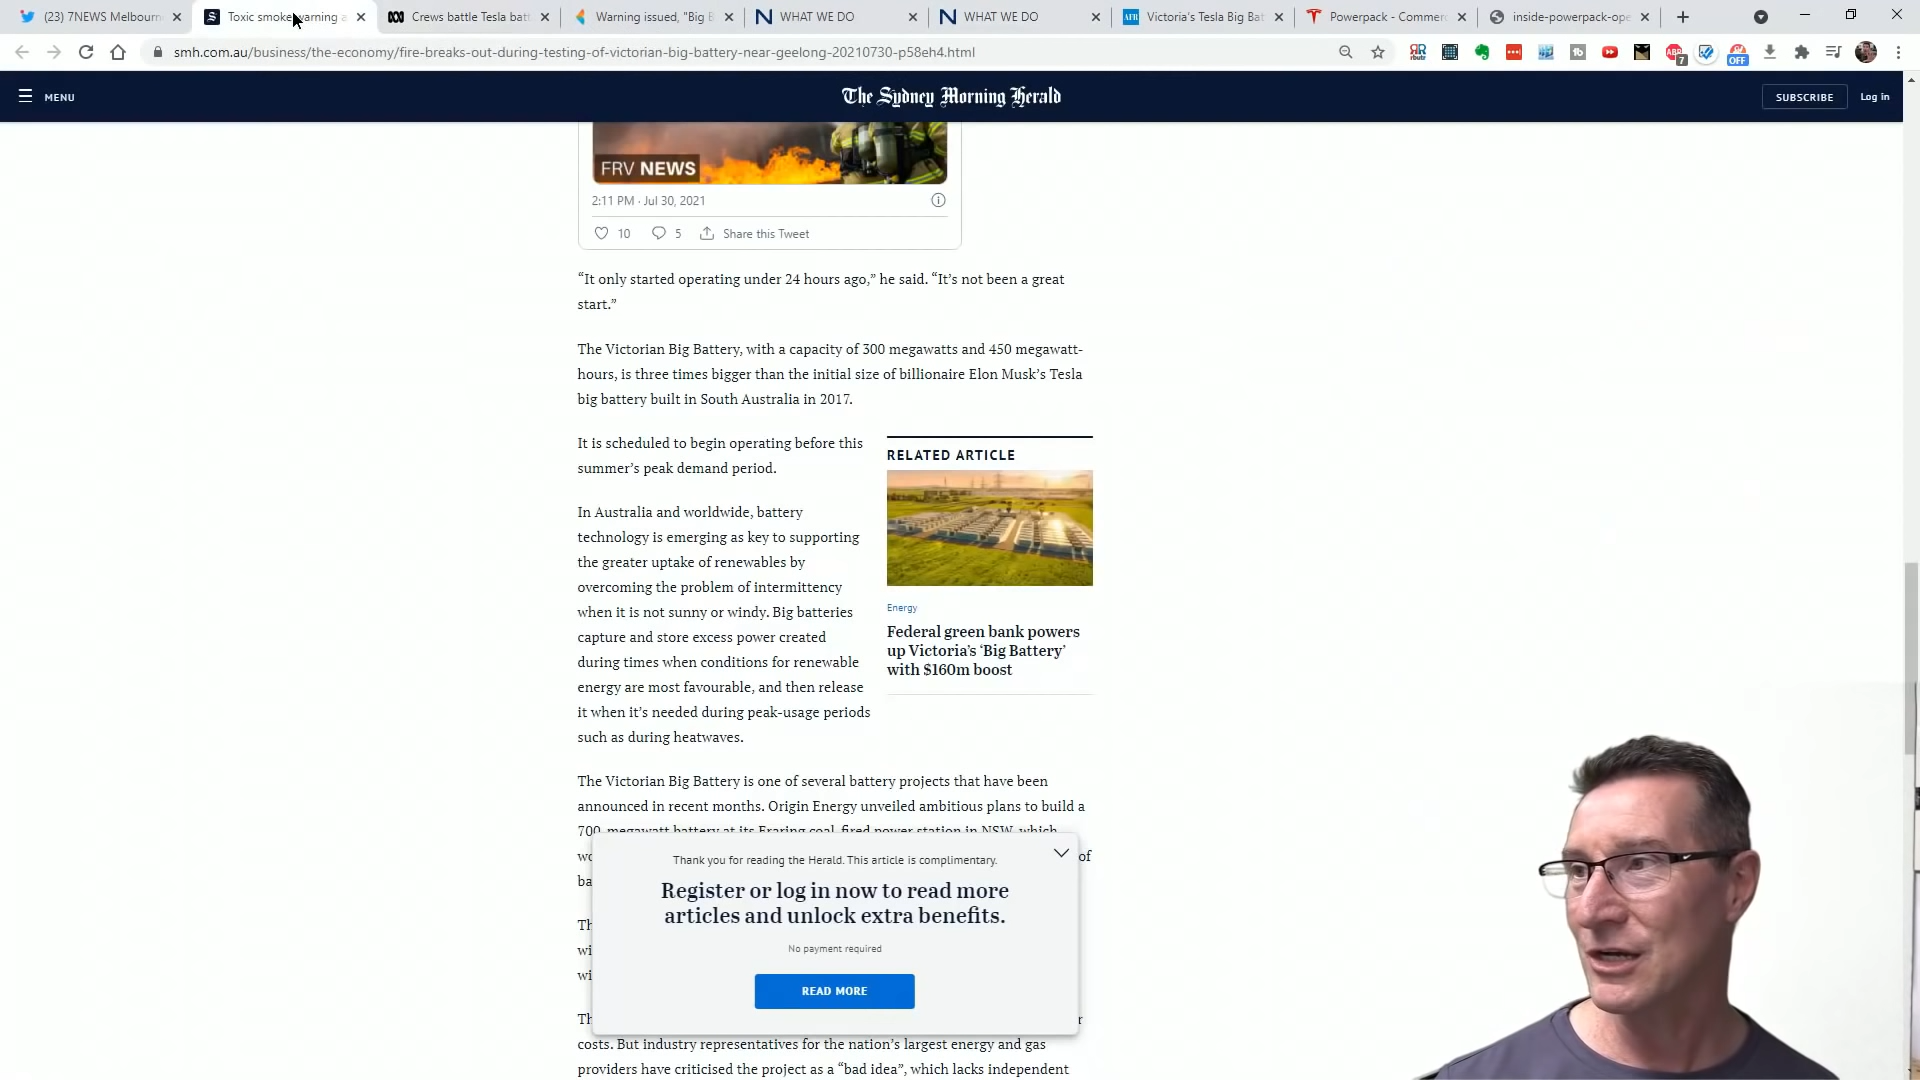 (23) 7NEWS Melbourn
Toxic smoke warning a
Crews battle Tesla batt
Warning issued, "Big B
WHAT WE DO
WHAT WE DO
AFR
Victoria's Tesla Big Bat
Powerpack - Commerc
inside-powerpack-ope
smh.com.au/business/the-economy/fire-breaks-out-during-testing-of-victorian-big-battery-near-geelong-20210730-p58eh4.html
7
OFF
MENU
The Sydney Morning Herald
SUBSCRIBE
Log in
FRV NEWS
2:11 PM · Jul 30, 2021
10
5
Share this Tweet
“It only started operating under 24 hours ago,” he said. “It’s not been a great
start.”
The Victorian Big Battery, with a capacity of 300 megawatts and 450 megawatt-
hours, is three times bigger than the initial size of billionaire Elon Musk’s Tesla
big battery built in South Australia in 2017.
It is scheduled to begin operating before this
summer’s peak demand period.
In Australia and worldwide, battery
technology is emerging as key to supporting
the greater uptake of renewables by
overcoming the problem of intermittency
when it is not sunny or windy. Big batteries
capture and store excess power created
during times when conditions for renewable
energy are most favourable, and then release
it when it’s needed during peak-usage periods
such as during heatwaves.
RELATED ARTICLE
Energy
Federal green bank powers
up Victoria’s ‘Big Battery’
with $160m boost
The Victorian Big Battery is one of several battery projects that have been
announced in recent months. Origin Energy unveiled ambitious plans to build a
700-megawatt battery at its Eraring coal-fired power station in NSW, which
of
Thank you for reading the Herald. This article is complimentary.
Register or log in now to read more
articles and unlock extra benefits.
No payment required
READ MORE
costs. But industry representatives for the nation’s largest energy and gas
providers have criticised the project as a “bad idea”, which lacks independent